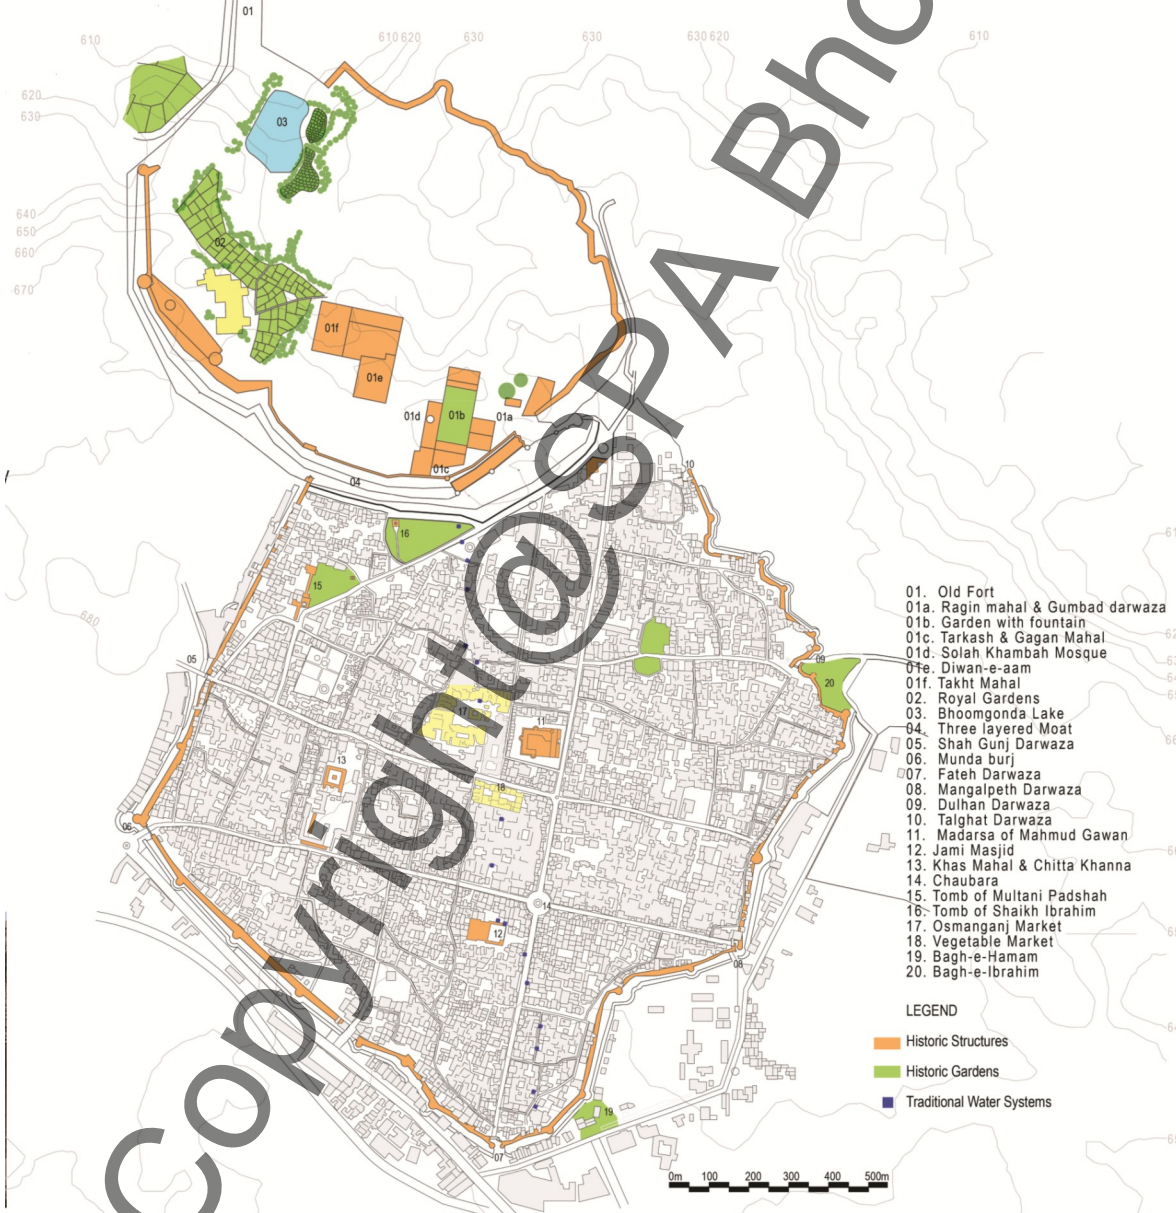 01
610
610 620
630
630
630 620
610
620
630
03
640
650
660
670
02
01f
01e
01d
01b
01a
01c
04
10
16
15
680
05
09
20
17
11
13
18
06
14
12
08
19
07
01. Old Fort
01a. Ragin mahal & Gumbad darwaza
01b. Garden with fountain
01c. Tarkash & Gagan Mahal
01d. Solah Khambah Mosque
01e. Diwan-e-aam
01f. Takht Mahal
02. Royal Gardens
03. Bhoomgonda Lake
04. Three layered Moat
05. Shah Gunj Darwaza
06. Munda burj
07. Fateh Darwaza
08. Mangalpeth Darwaza
09. Dulhan Darwaza
10. Talghat Darwaza
11. Madarsa of Mahmud Gawan
12. Jami Masjid
13. Khas Mahal & Chitta Khanna
14. Chaubara
15. Tomb of Multani Padshah
16. Tomb of Shaikh Ibrahim
17. Osmanganj Market
18. Vegetable Market
19. Bagh-e-Hamam
20. Bagh-e-Ibrahim
LEGEND
Historic Structures
Historic Gardens
Traditional Water Systems
0m 100 200 300 400 500m
Copyright@SPA Bho